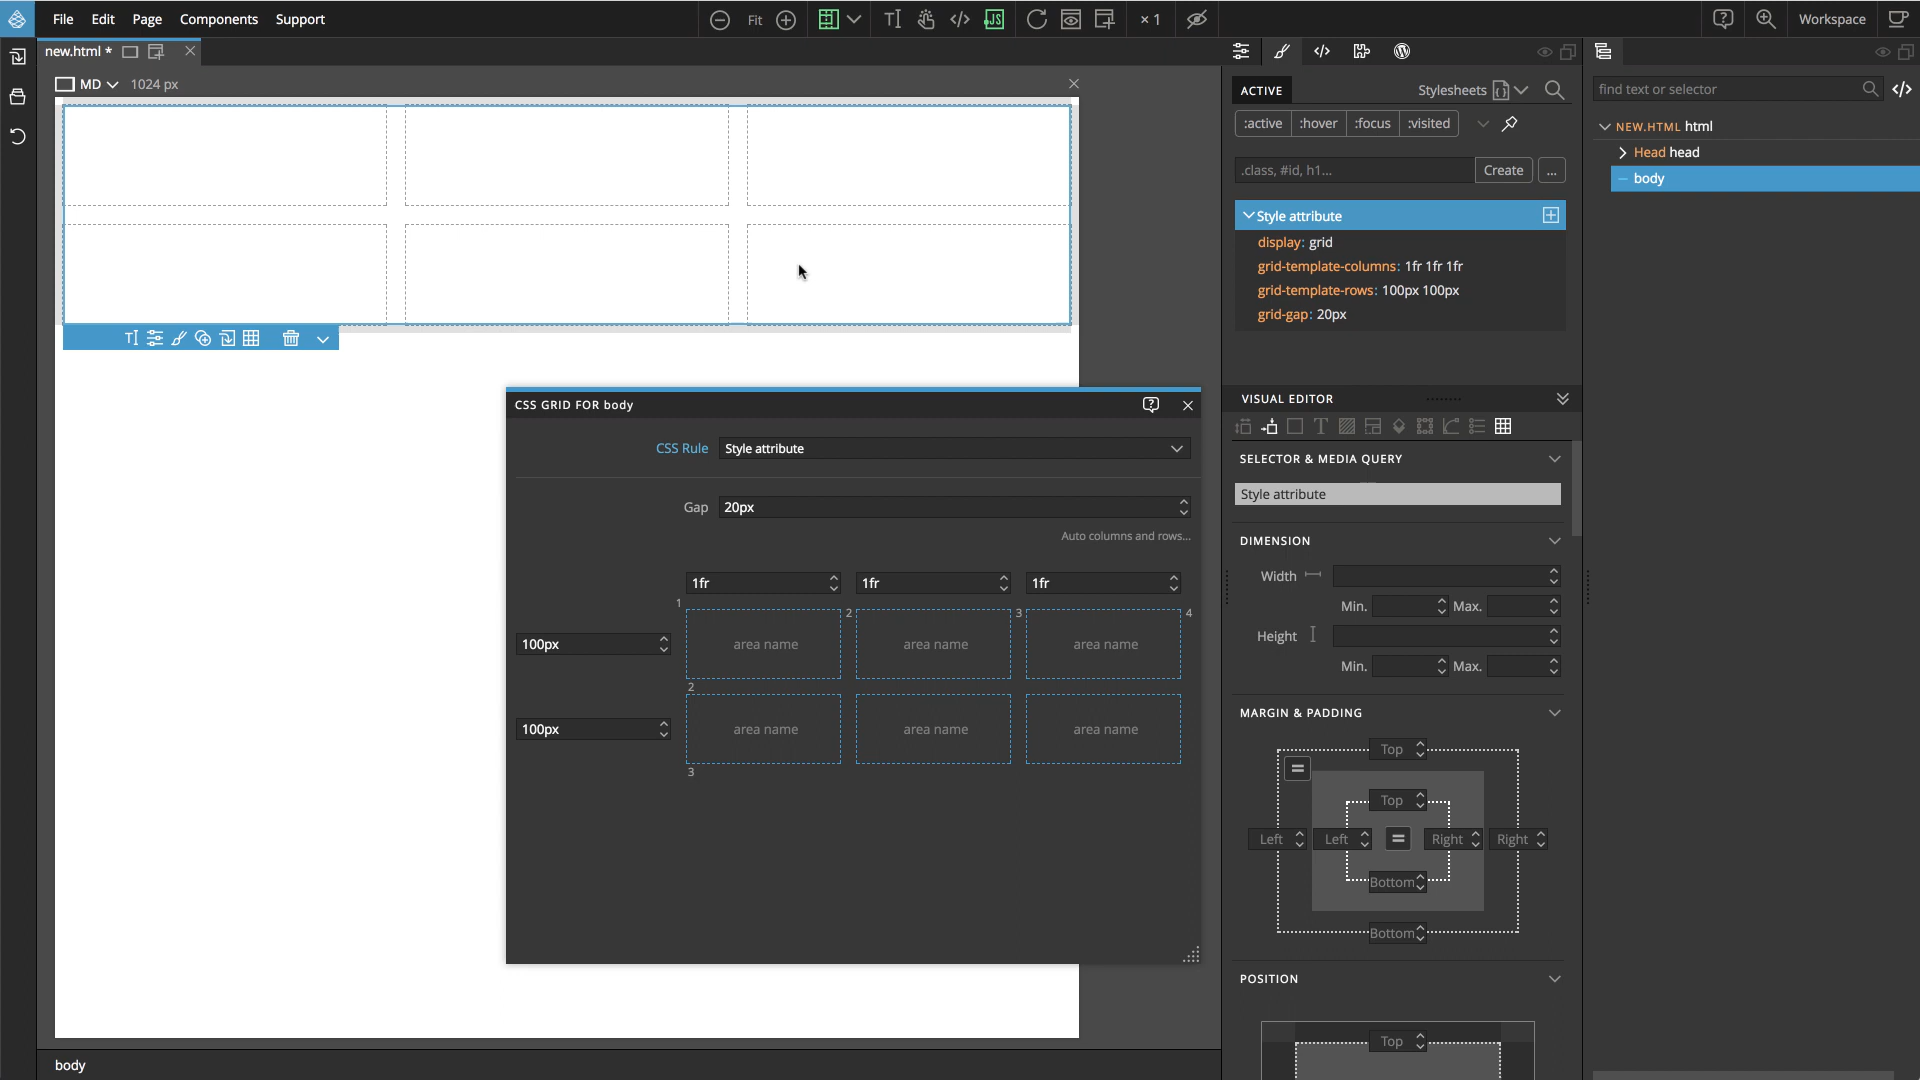 File Edit Page Components Support
Fit
JS
× 1
Workspace
new.html *
MD 1024 px
ACTIVE
Stylesheets
:active :hover :focus :visited
.class, #id, h1...
Create
...
Style attribute
display: grid
grid-template-columns: 1fr 1fr 1fr
grid-template-rows: 100px 100px
grid-gap: 20px
find text or selector
NEW.HTML html
Head head
body
CSS GRID FOR body
CSS Rule Style attribute
Gap 20px
Auto columns and rows...
1fr 1fr 1fr
1 2 3 4
100px area name area name area name
2
100px area name area name area name
3
VISUAL EDITOR
SELECTOR & MEDIA QUERY
Style attribute
DIMENSION
Width
Min. Max.
Height
Min. Max.
MARGIN & PADDING
Top
Top
Left Left = Right Right
Bottom
Bottom
POSITION
Top
body